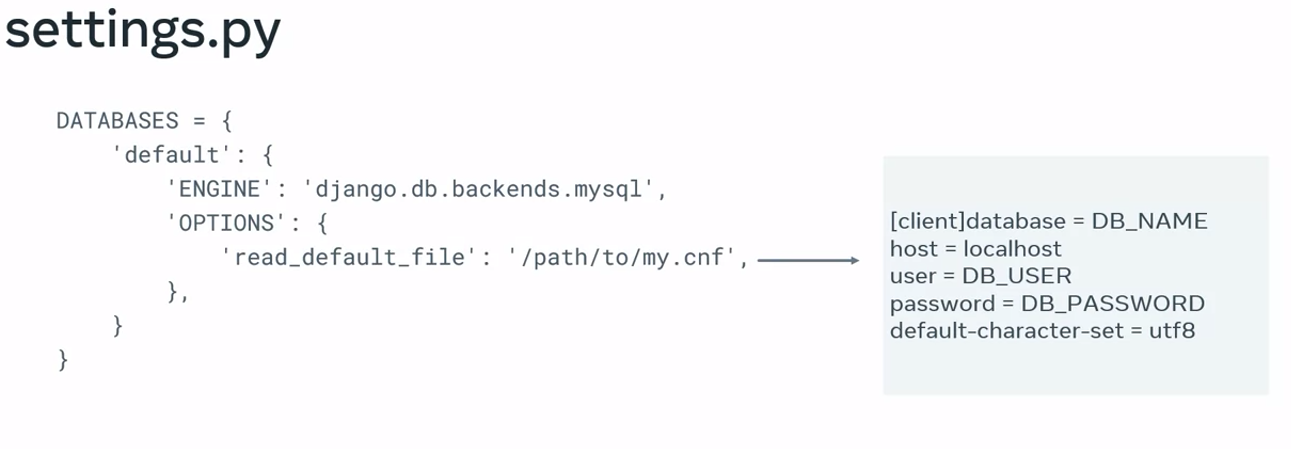 settings.py
DATABASES = {
'default': {
'ENGINE': 'django.db.backends.mysql',
'OPTIONS': {
'read_default_file': '/path/to/my.cnf',
},
}
}
[client]database = DB_NAME
host = localhost
user = DB_USER
password = DB_PASSWORD
default-character-set = utf8